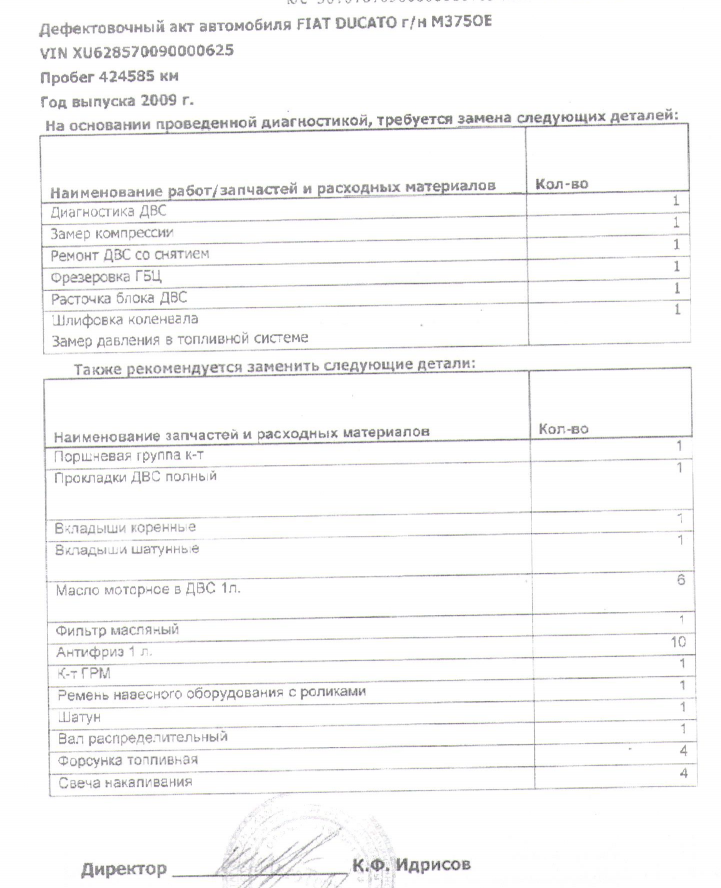 Дефектовочный акт автомобиля FIAT DUCATO г/н М375ОЕ
VIN XU628570090000625
Пробег 424585 км
Год выпуска 2009 г.
На основании проведенной диагностикой, требуется замена следующих деталей:
Наименование работ/запчастей и расходных материалов Кол-во
Диагностика ДВС 1
Замер компрессии 1
Ремонт ДВС со снятием 1
Фрезеровка ГБЦ 1
Расточка блока ДВС 1
Шлифовка коленвала 1
Замер давления в топливной системе
Также рекомендуется заменить следующие детали:
Наименование запчастей и расходных материалов Кол-во
Поршневая группа к-т 1
Прокладки ДВС полный 1
Вкладыши коренные 1
Вкладыши шатунные 1
Масло моторное в ДВС 1л. 6
Фильтр масляный 1
Антифриз 1 л. 10
К-т ГРМ 1
Ремень навесного оборудования с роликами 1
Шатун 1
Вал распределительный 1
Форсунка топливная 4
Свеча накаливания 4
Директор К.Ф. Идрисов